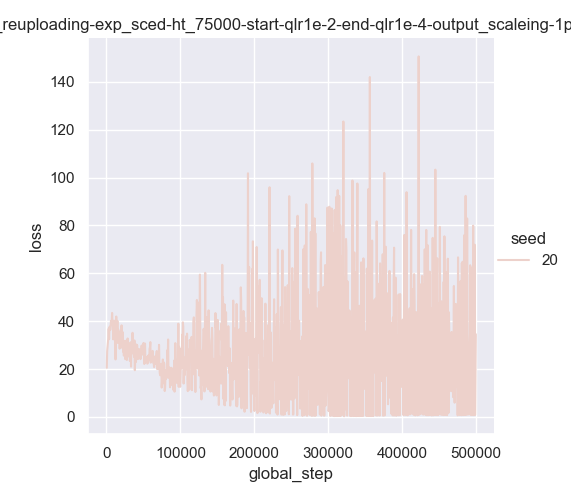 _reuploading-exp_sced-ht_75000-start-qlr1e-2-end-qlr1e-4-output_scaleing-1p
140
120
100
80
60
40
20
0
loss
0 100000 200000 300000 400000 500000
global_step
seed
20